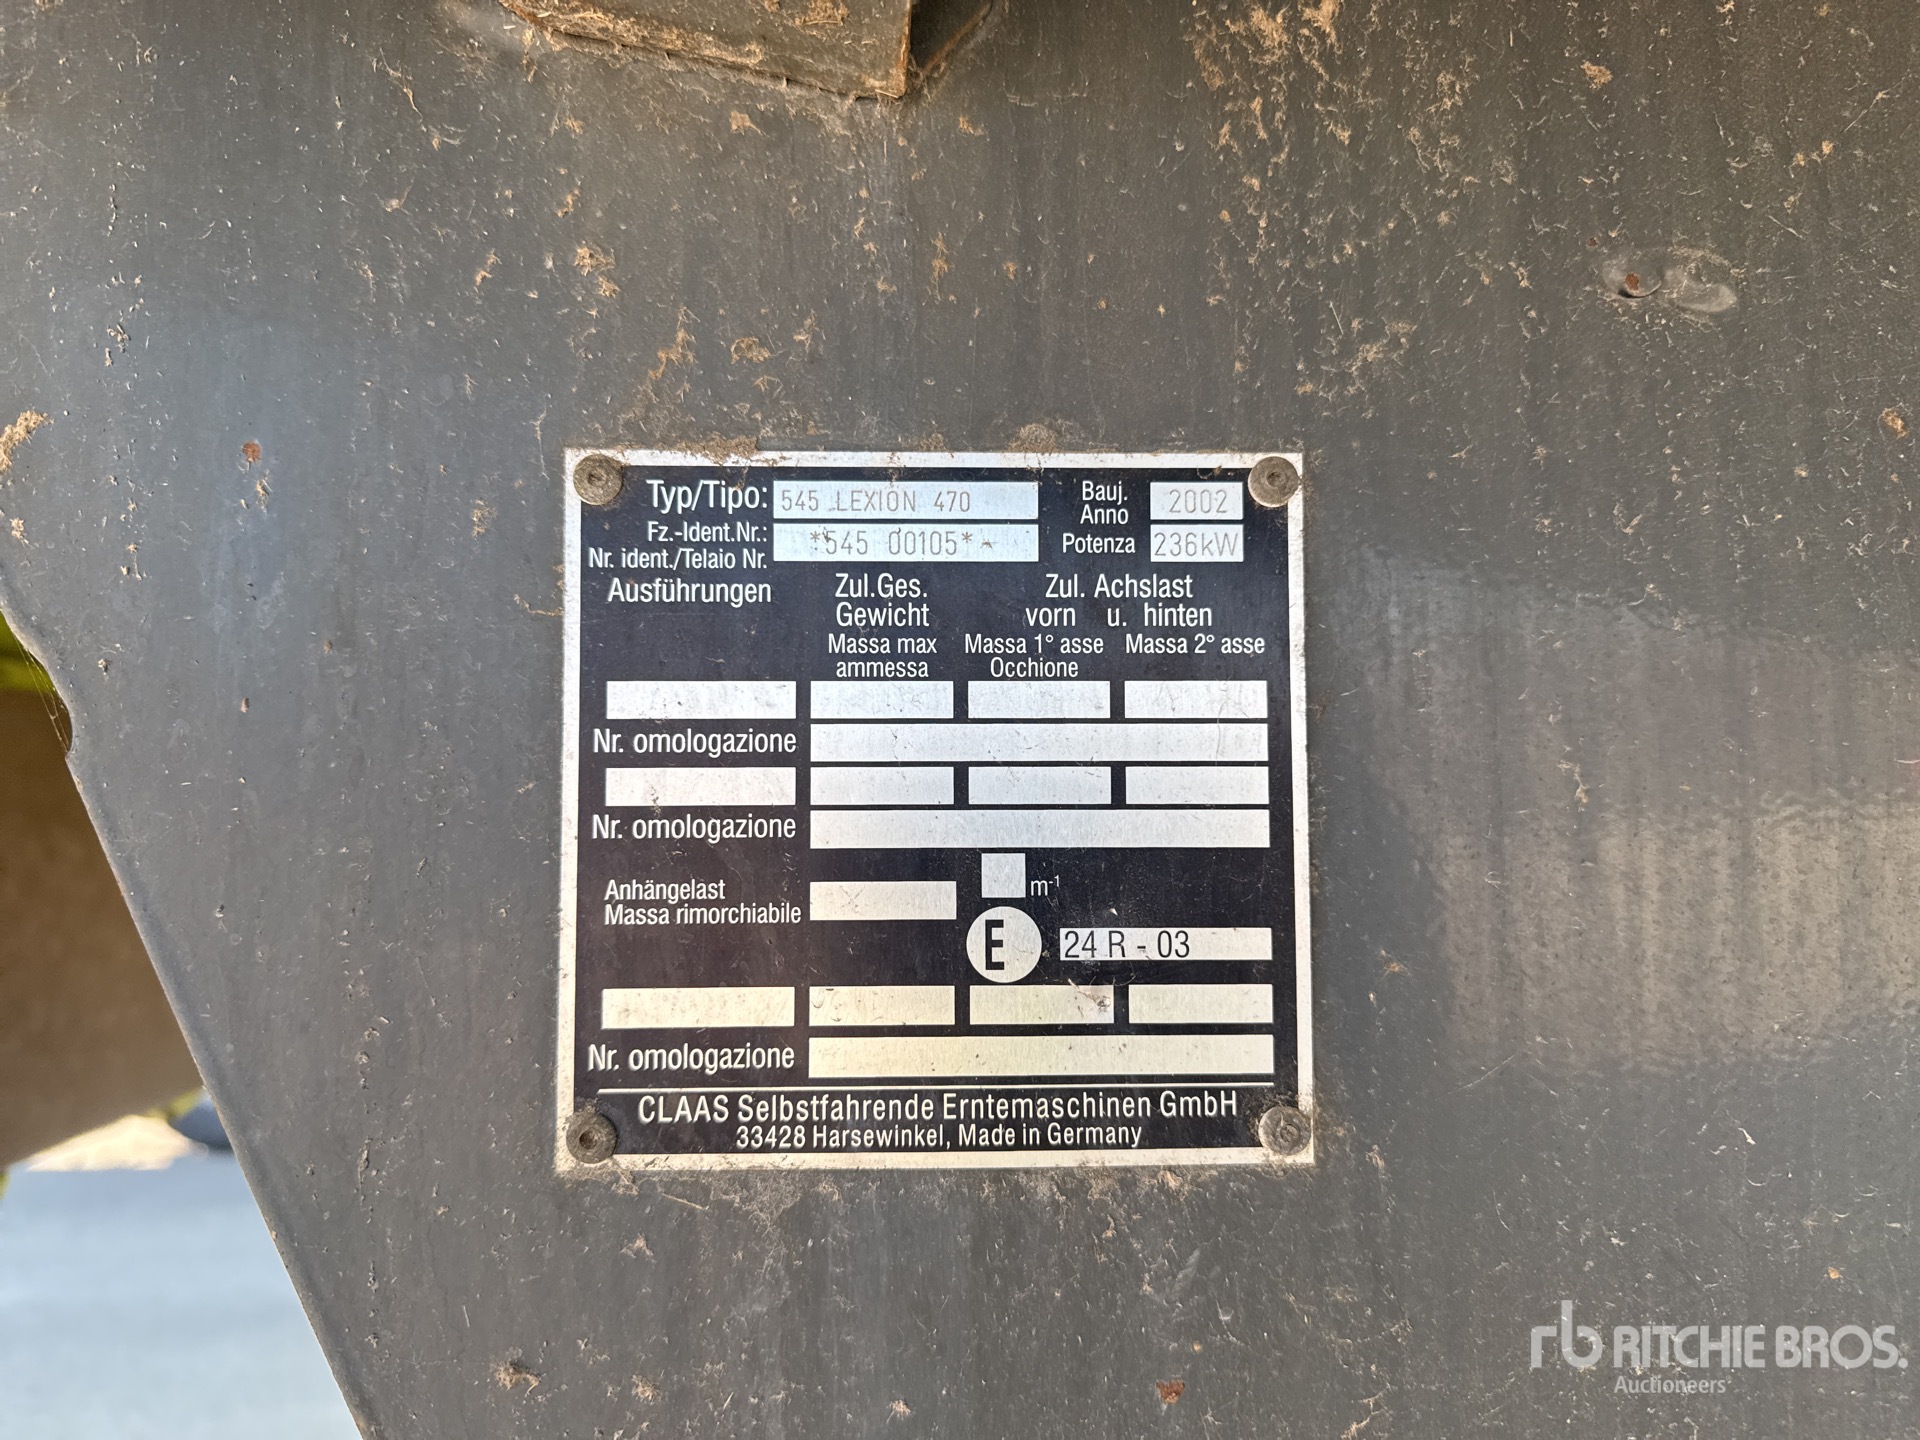 Typ/Tipo: 545 LEXION 470 Bauj. Anno 2002
Fz.-Ident.Nr.: Nr. ident./Telaio Nr. *545 00105* Potenza 236kW
Ausführungen Zul.Ges. Gewicht Zul. Achslast vorn u. hinten
Massa max ammessa Massa 1° asse Occhione Massa 2° asse
Nr. omologazione
Nr. omologazione
Anhängelast m-1
Massa rimorchiabile
E 24 R - 03
Nr. omologazione
CLAAS Selbstfahrende Erntemaschinen GmbH
33428 Harsewinkel, Made in Germany
rb RITCHIE BROS.
Auctioneers